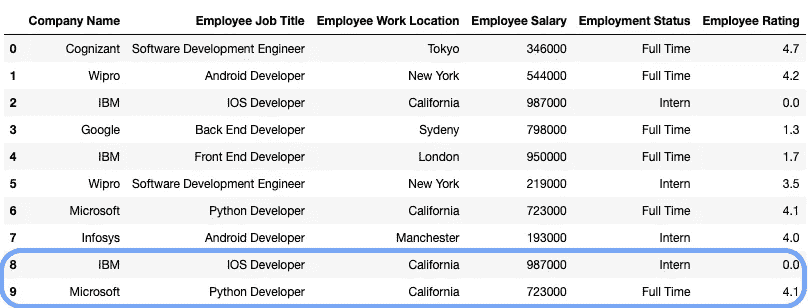 Company Name Employee Job Title Employee Work Location Employee Salary Employment Status Employee Rating
0 Cognizant Software Development Engineer Tokyo 346000 Full Time 4.7
1 Wipro Android Developer New York 544000 Full Time 4.2
2 IBM IOS Developer California 987000 Intern 0.0
3 Google Back End Developer Sydeny 798000 Full Time 1.3
4 IBM Front End Developer London 950000 Full Time 1.7
5 Wipro Software Development Engineer New York 219000 Intern 3.5
6 Microsoft Python Developer California 723000 Full Time 4.1
7 Infosys Android Developer Manchester 193000 Intern 4.0
8 IBM IOS Developer California 987000 Intern 0.0
9 Microsoft Python Developer California 723000 Full Time 4.1